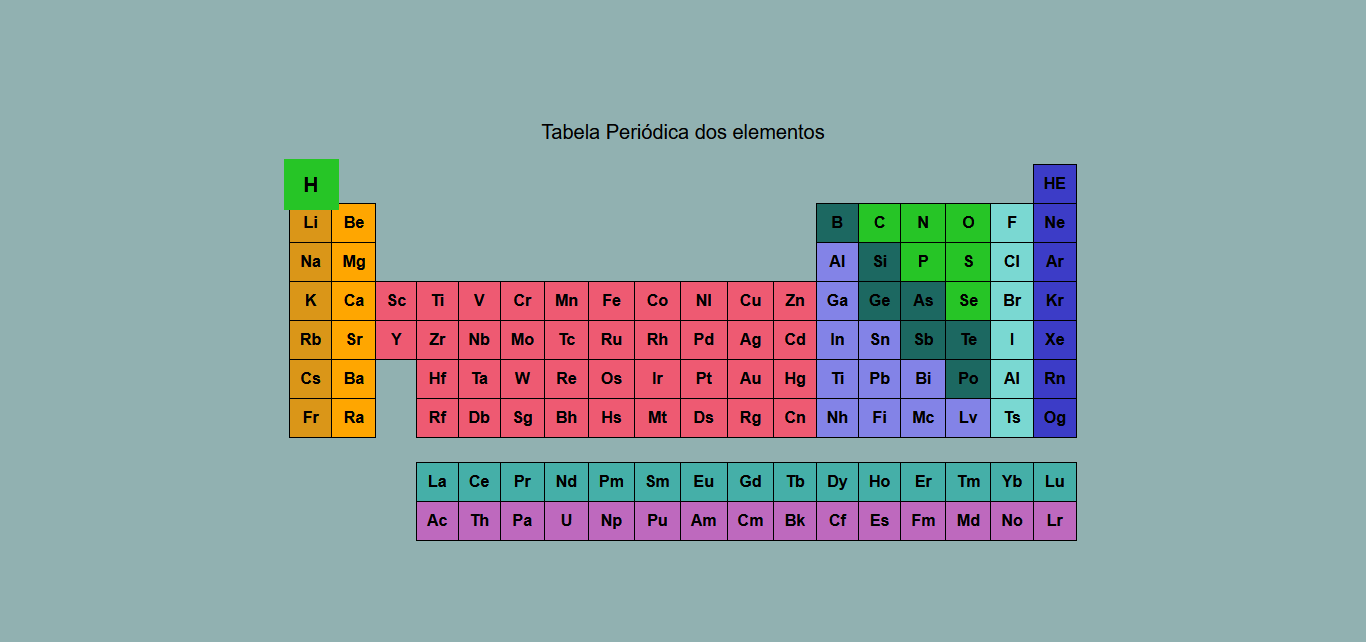 Tabela Periódica dos elementos
H HE
Li Be B C N O F Ne
Na Mg Al Si P S Cl Ar
K Ca Sc Ti V Cr Mn Fe Co NI Cu Zn Ga Ge As Se Br Kr
Rb Sr Y Zr Nb Mo Tc Ru Rh Pd Ag Cd In Sn Sb Te I Xe
Cs Ba Hf Ta W Re Os Ir Pt Au Hg Ti Pb Bi Po Al Rn
Fr Ra Rf Db Sg Bh Hs Mt Ds Rg Cn Nh Fi Mc Lv Ts Og
La Ce Pr Nd Pm Sm Eu Gd Tb Dy Ho Er Tm Yb Lu
Ac Th Pa U Np Pu Am Cm Bk Cf Es Fm Md No Lr